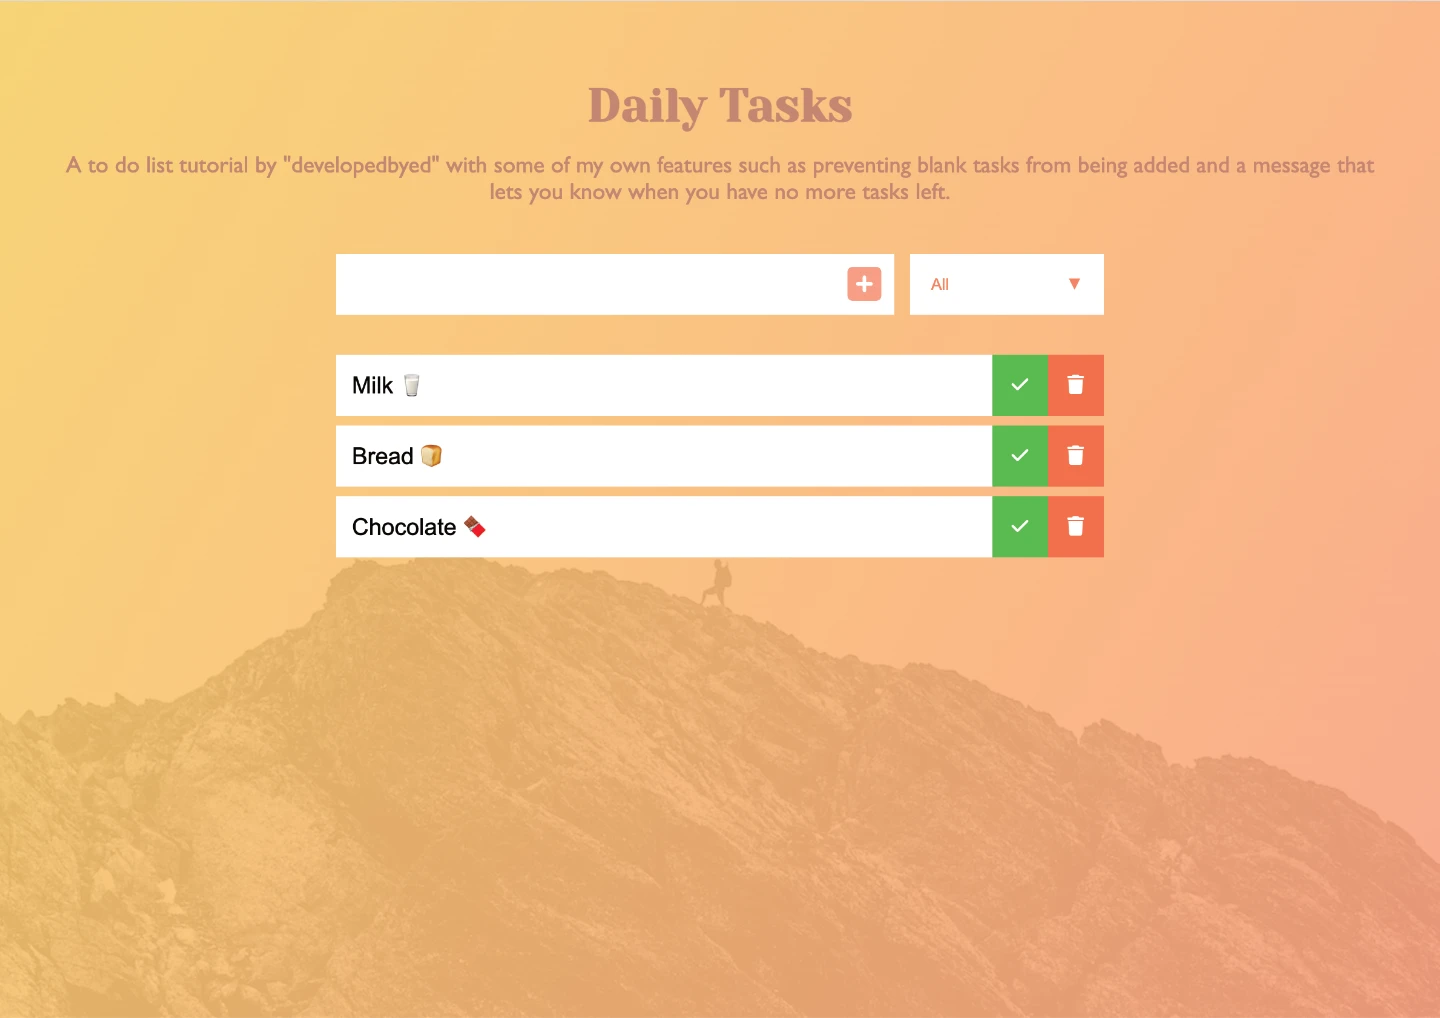 Daily Tasks
A to do list tutorial by "developedbyed" with some of my own features such as preventing blank tasks from being added and a message that
lets you know when you have no more tasks left.
All
Milk 🥛
Bread 🍞
Chocolate 🍫